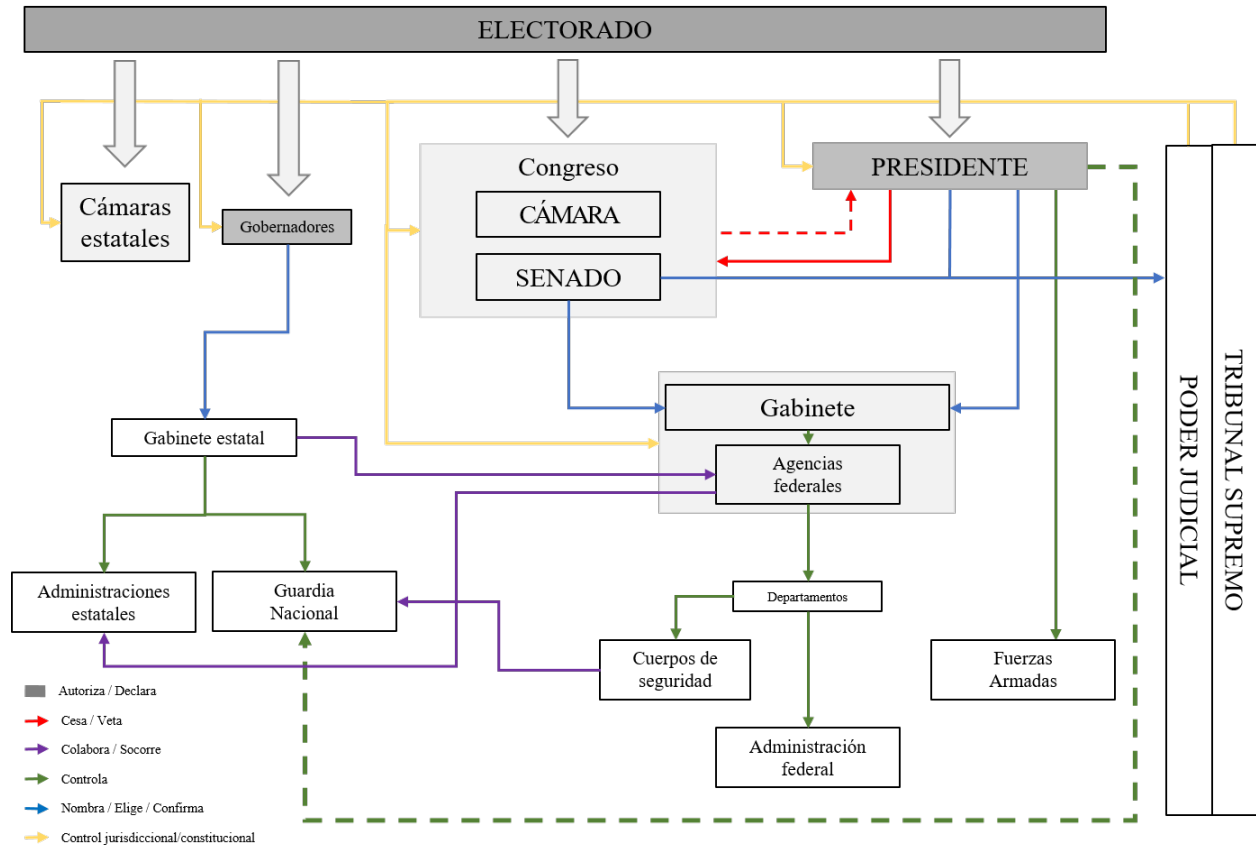 ELECTORADO
Cámaras
estatales
Gobernadores
Congreso
CÁMARA
SENADO
PRESIDENTE
PODER JUDICIAL
TRIBUNAL SUPREMO
Gabinete estatal
Gabinete
Agencias
federales
Administraciones
estatales
Guardia
Nacional
Departamentos
Cuerpos de
seguridad
Fuerzas
Armadas
Administración
federal
Autoriza / Declara
Cesa / Veta
Colabora / Socorre
Controla
Nombra / Elige / Confirma
Control jurisdiccional/constitucional